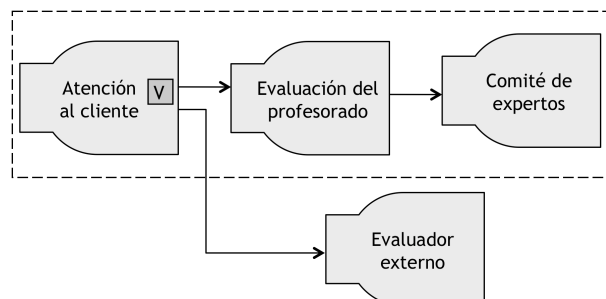 Atención
al cliente
V
Evaluación del
profesorado
Comité de
expertos
Evaluador
externo